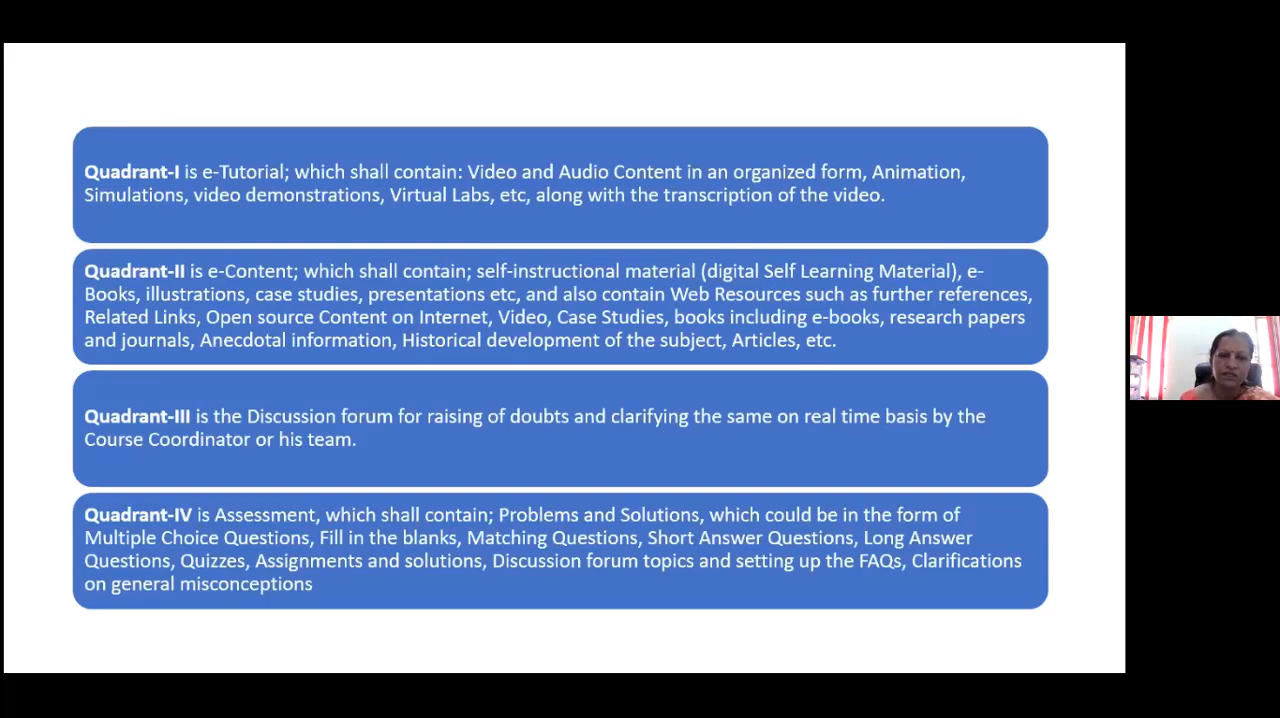 Quadrant-I is e-Tutorial; which shall contain: Video and Audio Content in an organized form, Animation,
Simulations, video demonstrations, Virtual Labs, etc, along with the transcription of the video.
Quadrant-II is e-Content; which shall contain; self-instructional material (digital Self Learning Material), e-
Books, illustrations, case studies, presentations etc, and also contain Web Resources such as further references,
Related Links, Open source Content on Internet, Video, Case Studies, books including e-books, research papers
and journals, Anecdotal information, Historical development of the subject, Articles, etc.
Quadrant-III is the Discussion forum for raising of doubts and clarifying the same on real time basis by the
Course Coordinator or his team.
Quadrant-IV is Assessment, which shall contain; Problems and Solutions, which could be in the form of
Multiple Choice Questions, Fill in the blanks, Matching Questions, Short Answer Questions, Long Answer
Questions, Quizzes, Assignments and solutions, Discussion forum topics and setting up the FAQs, Clarifications
on general misconceptions